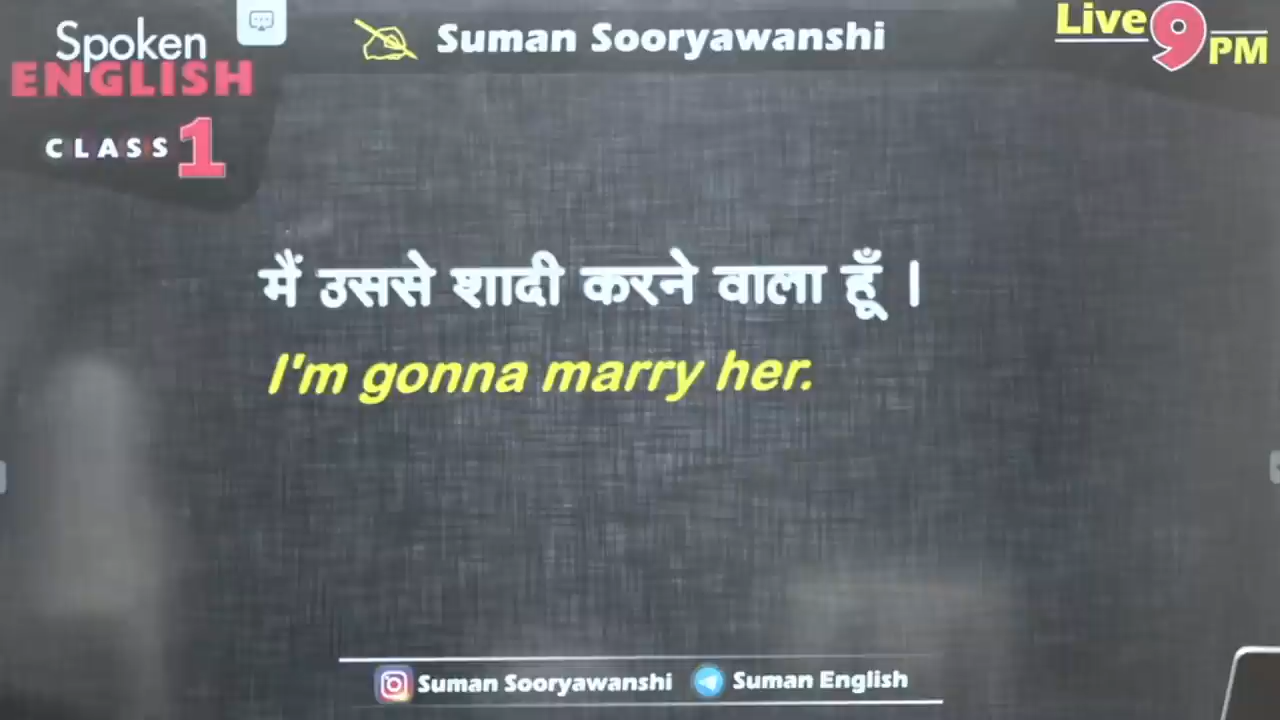 Spoken
ENGLISH
CLASS 1
Suman Sooryawanshi
Live 9 PM
मैं उससे शादी करने वाला हूँ ।
I'm gonna marry her.
Suman Sooryawanshi
Suman English